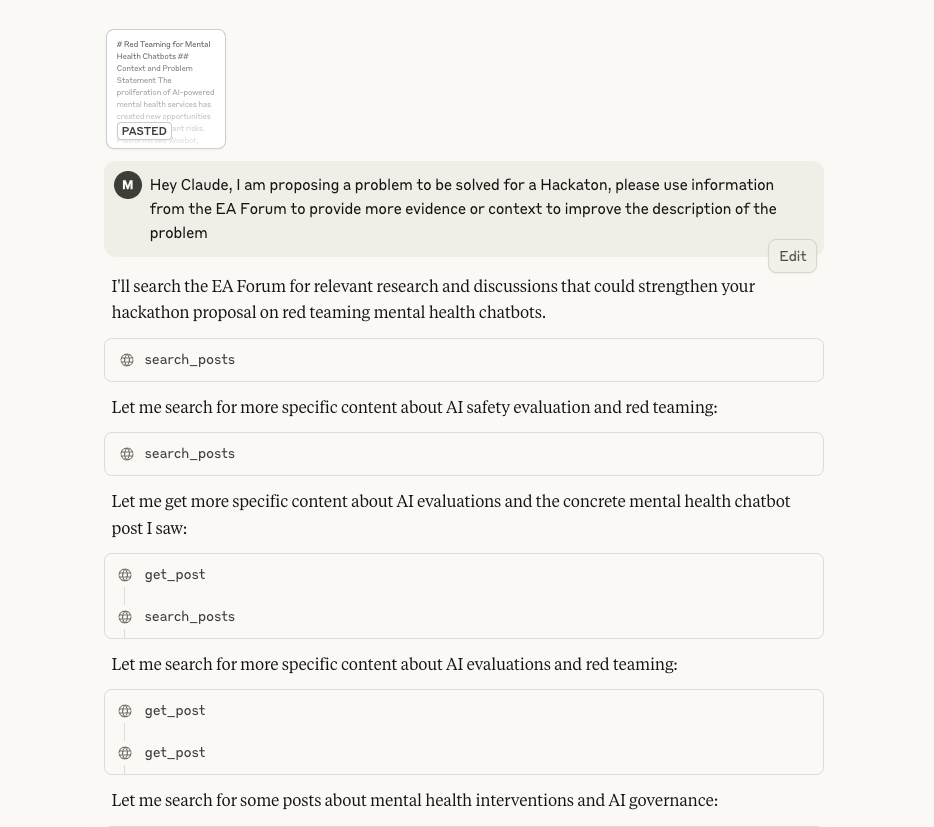 # Red Teaming for Mental
Health Chatbots ##
Context and Problem
Statement The
proliferation of AI-powered
mental health services has
created new opportunities
ant risks.
PASTED
Woebot,
M
Hey Claude, I am proposing a problem to be solved for a Hackaton, please use information
from the EA Forum to provide more evidence or context to improve the description of the
problem
Edit
I'll search the EA Forum for relevant research and discussions that could strengthen your
hackathon proposal on red teaming mental health chatbots.
search_posts
Let me search for more specific content about AI safety evaluation and red teaming:
search_posts
Let me get more specific content about AI evaluations and the concrete mental health chatbot
post I saw:
get_post
search_posts
Let me search for more specific content about AI evaluations and red teaming:
get_post
get_post
Let me search for some posts about mental health interventions and AI governance: